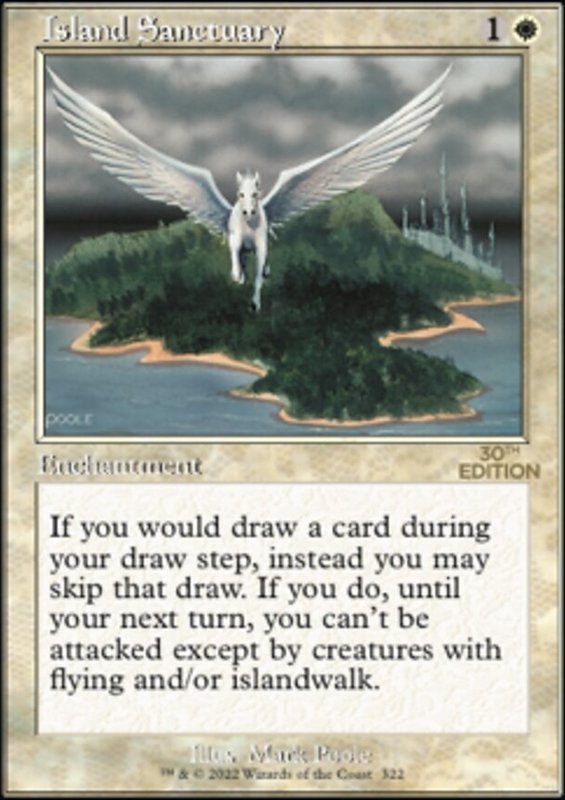 Island Sanctuary 1
POOLE
Enchantment
30TH
EDITION
If you would draw a card during
your draw step, instead you may
skip that draw. If you do, until
your next turn, you can't be
attacked except by creatures with
flying and/or islandwalk.
Illus. Mark Poole
™ & © 2022 Wizards of the Coast 322